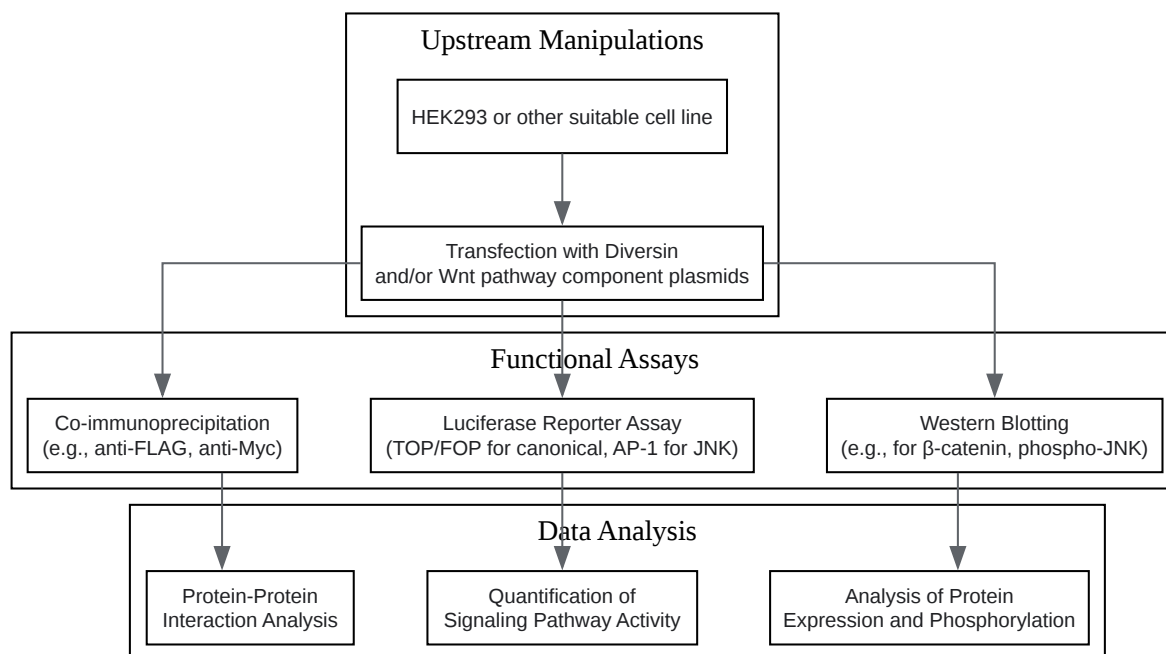 Upstream Manipulations
HEK293 or other suitable cell line
Transfection with Diversin
and/or Wnt pathway component plasmids
Functional Assays
Co-immunoprecipitation
(e.g., anti-FLAG, anti-Myc)
Luciferase Reporter Assay
(TOP/FOP for canonical, AP-1 for JNK)
Western Blotting
(e.g., for β-catenin, phospho-JNK)
Data Analysis
Protein-Protein
Interaction Analysis
Quantification of
Signaling Pathway Activity
Analysis of Protein
Expression and Phosphorylation